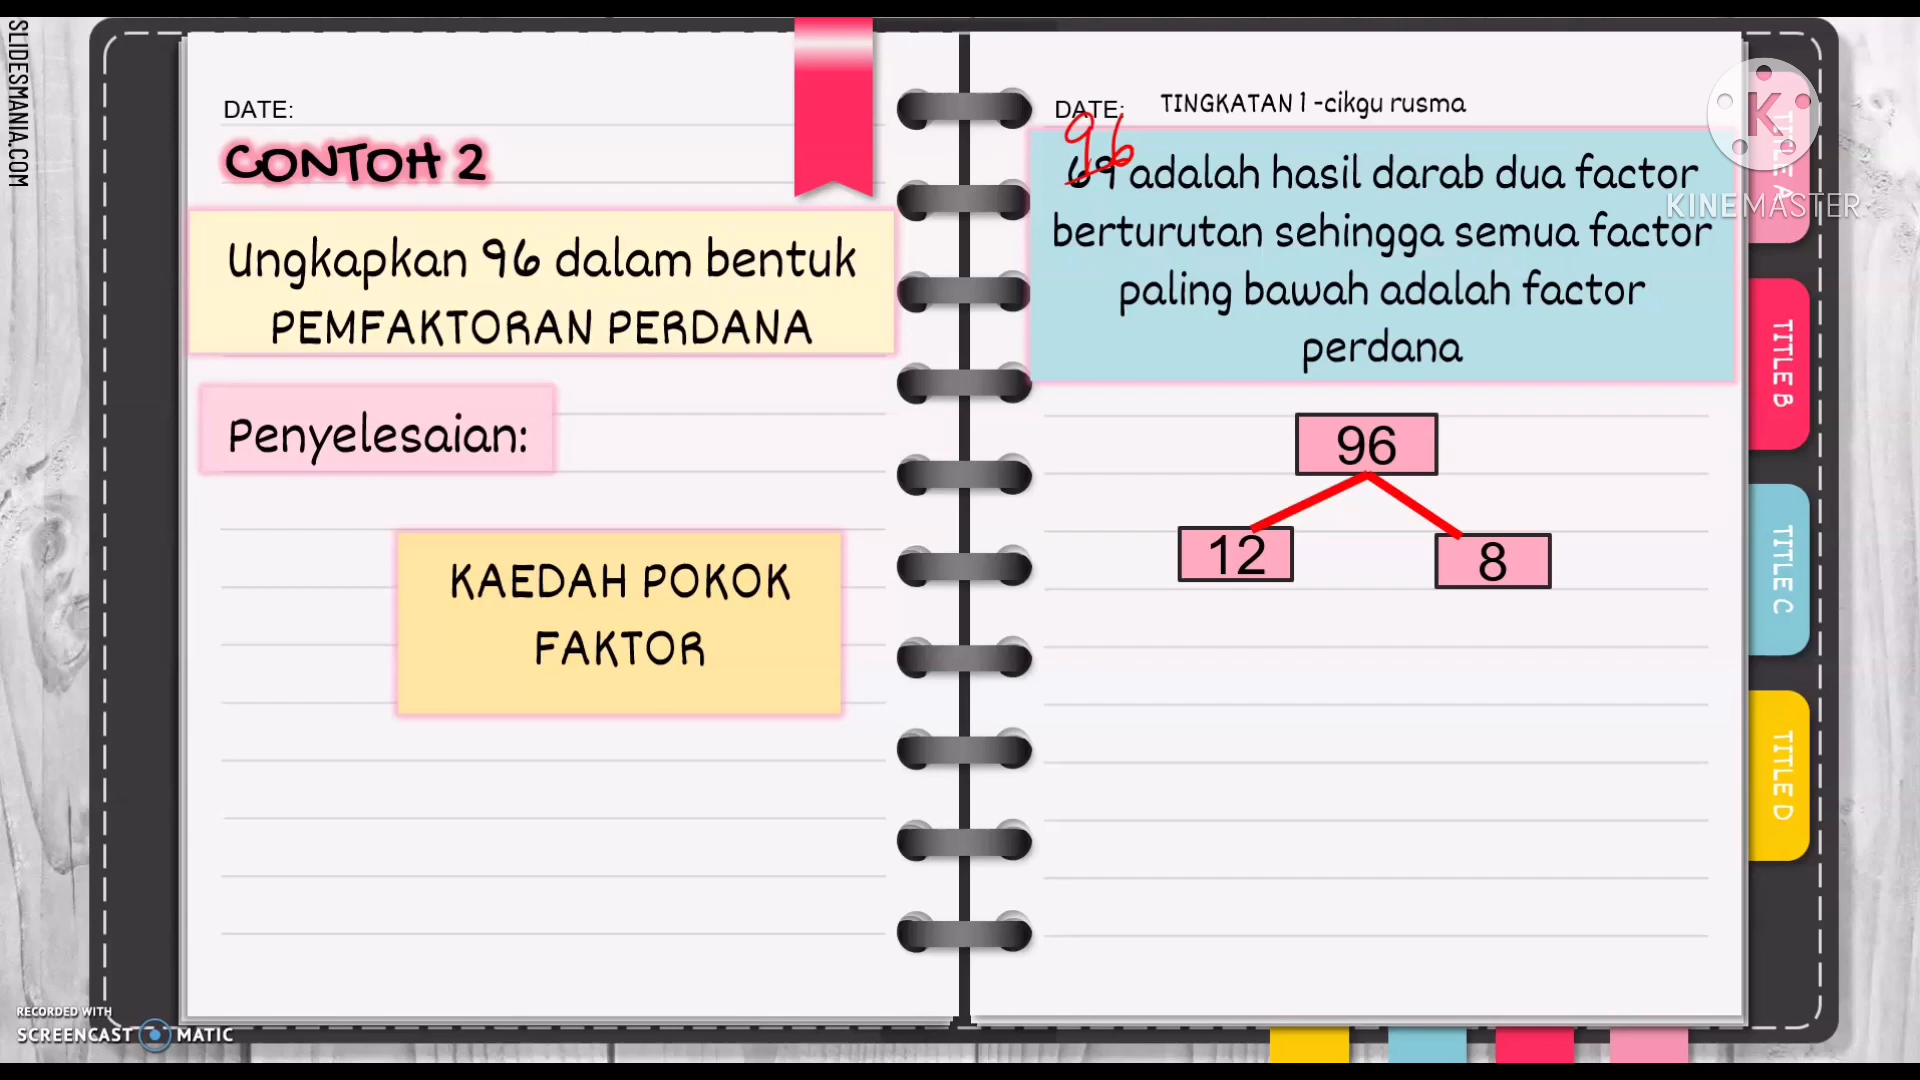 SLIDESMANIA.COM
DATE:
CONTOH 2
Ungkapkan 96 dalam bentuk
PEMFAKTORAN PERDANA
Penyelesaian:
KAEDAH POKOK
FAKTOR
DATE: TINGKATAN 1 -cikgu rusma
96
69 adalah hasil darab dua factor
berturutan sehingga semua factor
paling bawah adalah factor
perdana
96
12 8
K
KINEMASTER
TITLE A
TITLE B
TITLE C
TITLE D
RECORDED WITH
SCREENCAST MATIC